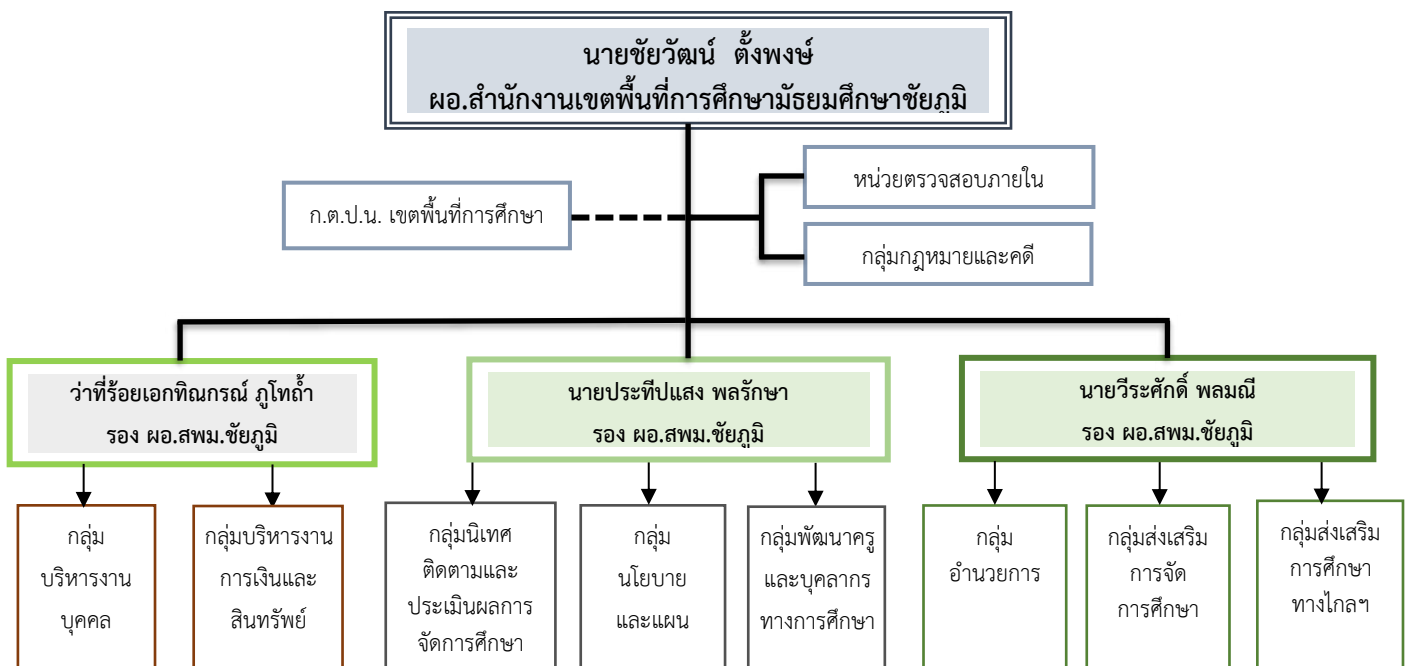 นายชัยวัฒน์  ตั้งพงษ์
ผอ.สำนักงานเขตพื้นที่การศึกษามัธยมศึกษาชัยภูมิ
หน่วยตรวจสอบภายใน
ก.ต.ป.น. เขตพื้นที่การศึกษา
กลุ่มกฎหมายและคดี
ว่าที่ร้อยเอกทิณกรณ์ ภูโทถ้ำ
รอง ผอ.สพม.ชัยภูมิ
นายประทีปแสง พลรักษา
รอง ผอ.สพม.ชัยภูมิ
นายวีระศักดิ์ พลมณี
รอง ผอ.สพม.ชัยภูมิ
กลุ่ม
บริหารงาน
บุคคล
กลุ่มบริหารงาน
การเงินและ
สินทรัพย์
กลุ่มนิเทศ
ติดตามและ
ประเมินผลการ
จัดการศึกษา
กลุ่ม
นโยบาย
และแผน
กลุ่มพัฒนาครู
และบุคลากร
ทางการศึกษา
กลุ่ม
อำนวยการ
กลุ่มส่งเสริม
การจัด
การศึกษา
กลุ่มส่งเสริม
การศึกษา
ทางไกลฯ